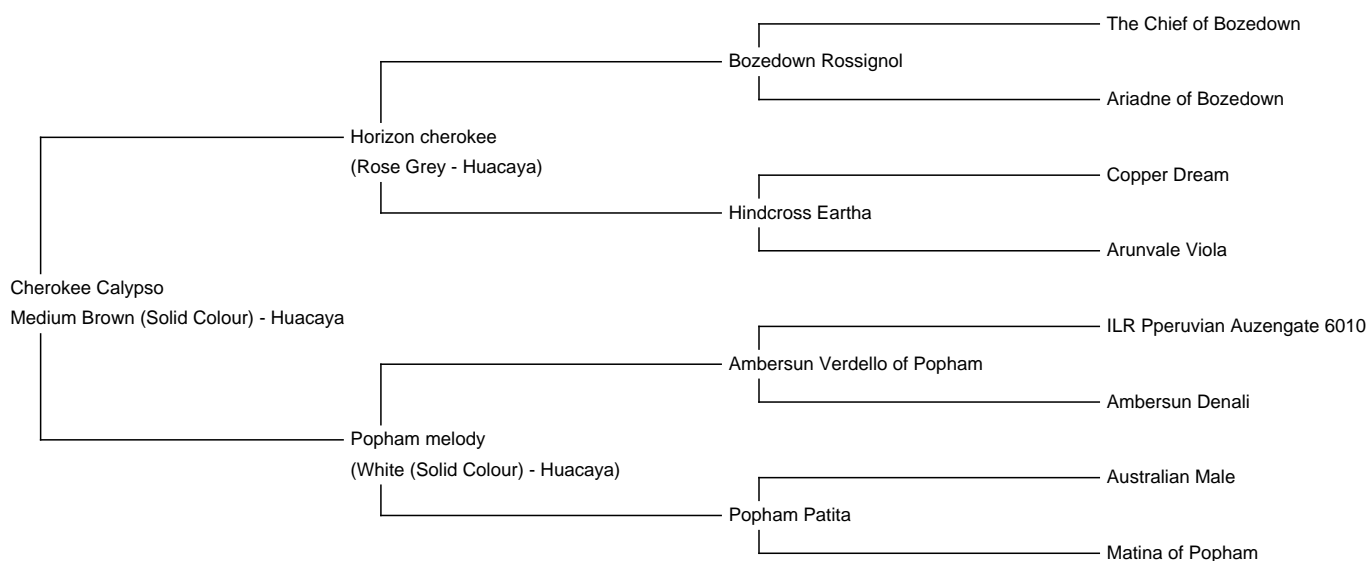 The Chief of Bozedown
Bozedown Rossignol
Ariadne of Bozedown
Horizon cherokee
(Rose Grey - Huacaya)
Copper Dream
Hindcross Eartha
Arunvale Viola
Cherokee Calypso
Medium Brown (Solid Colour) - Huacaya
ILR Pperuvian Auzengate 6010
Ambersun Verdello of Popham
Ambersun Denali
Popham melody
(White (Solid Colour) - Huacaya)
Australian Male
Popham Patita
Matina of Popham